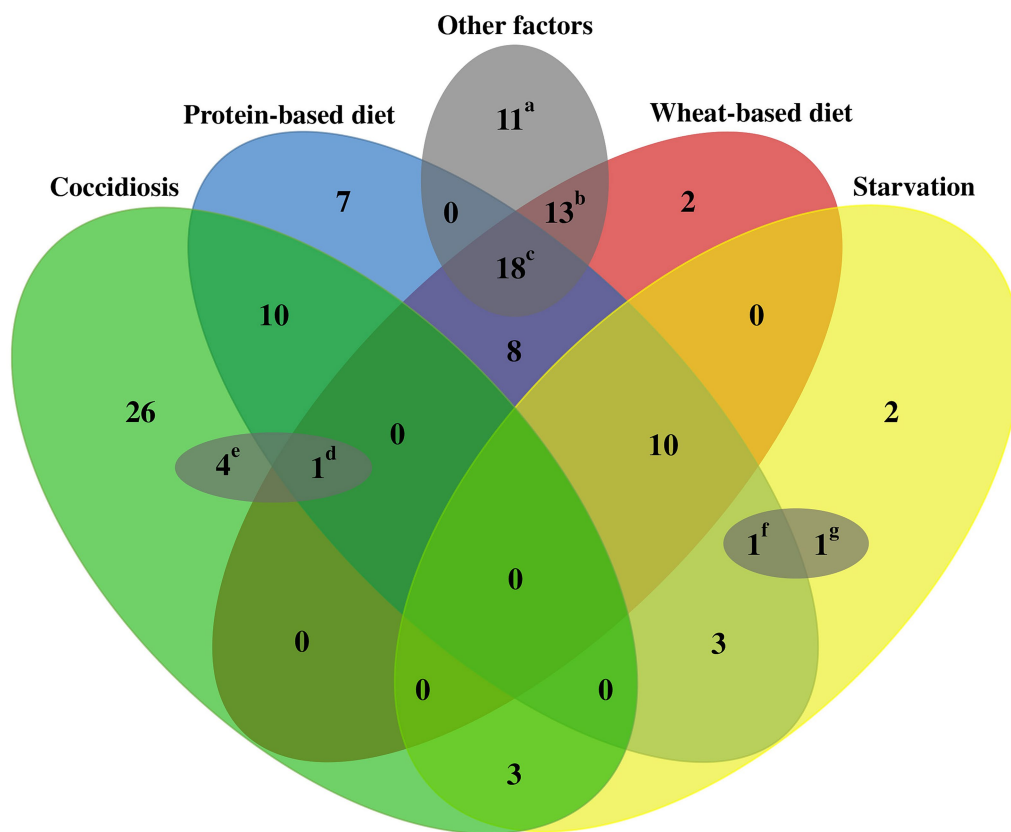 Other factors
11a
Protein-based diet
Wheat-based diet
Coccidiosis
Starvation
7
0
13b
2
18c
10
0
8
26
0
10
2
4e
1d
1f
1g
0
0
3
0
0
3